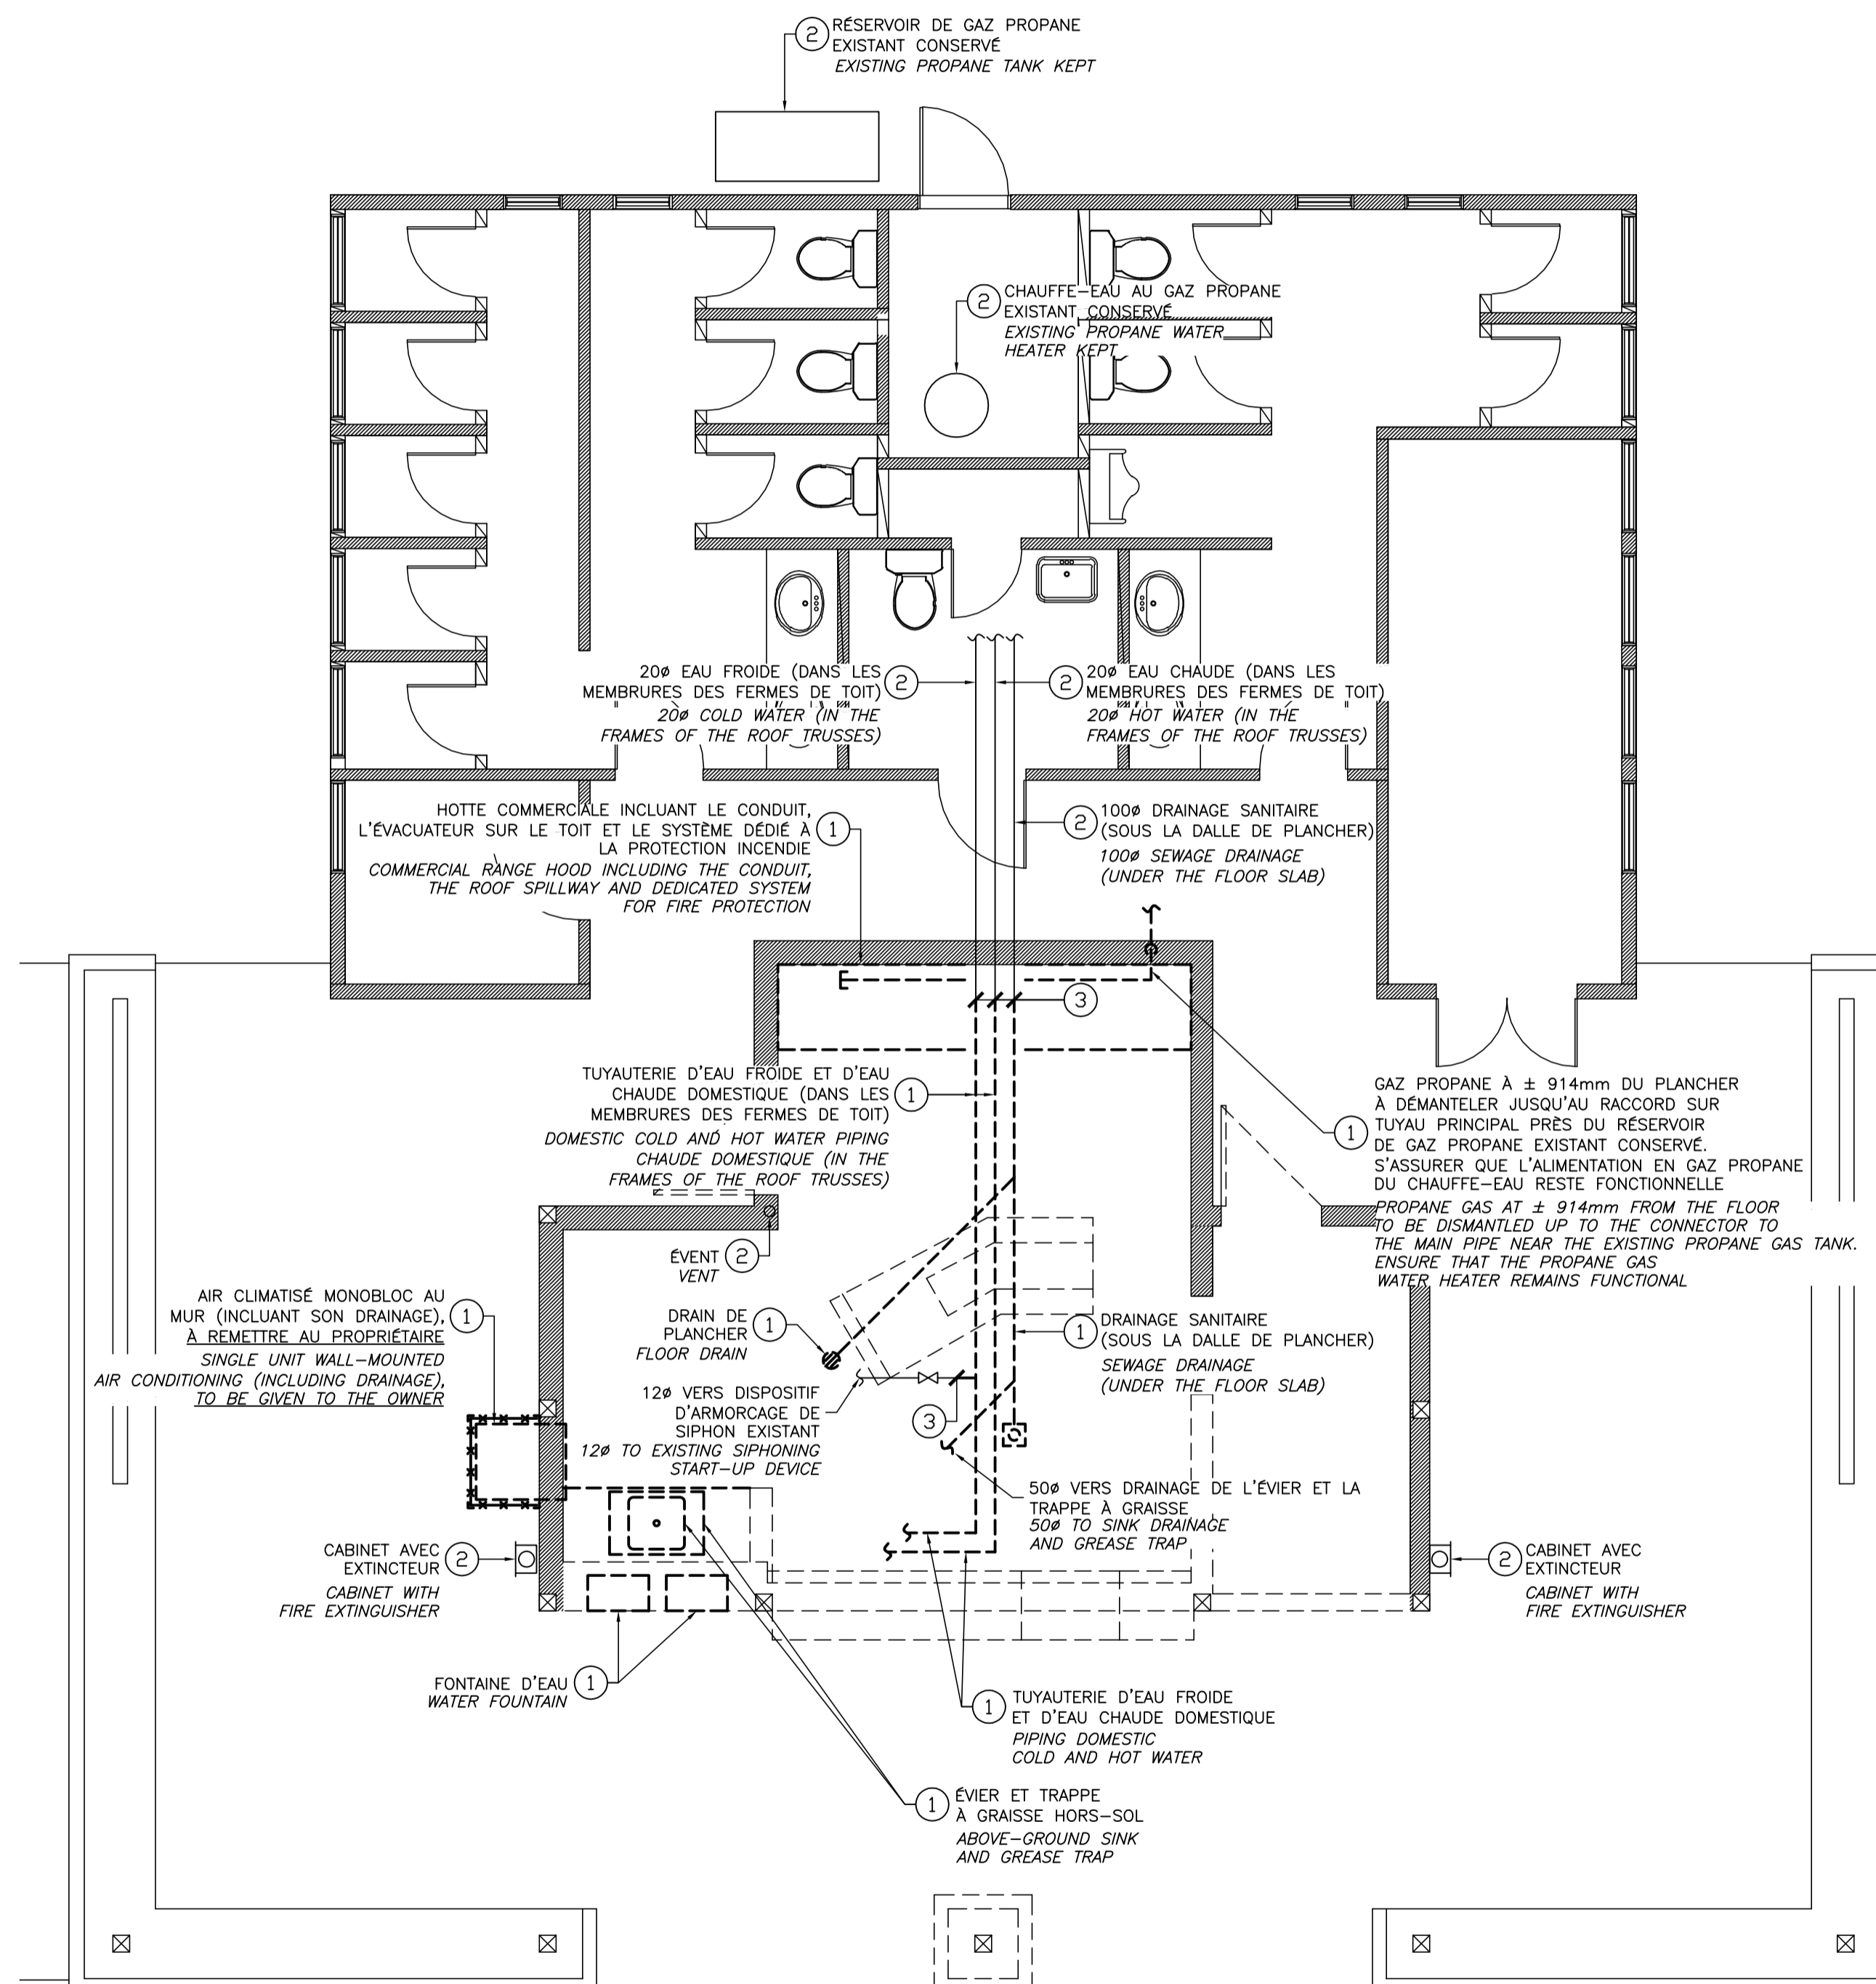 2
RÉSERVOIR DE GAZ PROPANE
EXISTANT CONSERVÉ
EXISTING PROPANE TANK KEPT
2
CHAUFFE-EAU AU GAZ PROPANE
EXISTANT CONSERVÉ
EXISTING PROPANE WATER
HEATER KEPT
20ø EAU FROIDE (DANS LES
MEMBRURES DES FERMES DE TOIT)
20ø COLD WATER (IN THE
FRAMES OF THE ROOF TRUSSES)
2
2
20ø EAU CHAUDE (DANS LES
MEMBRURES DES FERMES DE TOIT)
20ø HOT WATER (IN THE
FRAMES OF THE ROOF TRUSSES)
HOTTE COMMERCIALE INCLUANT LE CONDUIT,
L'ÉVACUATEUR SUR LE TOIT ET LE SYSTÈME DÉDIÉ À
LA PROTECTION INCENDIE
COMMERCIAL RANGE HOOD INCLUDING THE CONDUIT,
THE ROOF SPILLWAY AND DEDICATED SYSTEM
FOR FIRE PROTECTION
1
2
100ø DRAINAGE SANITAIRE
(SOUS LA DALLE DE PLANCHER)
100ø SEWAGE DRAINAGE
(UNDER THE FLOOR SLAB)
3
TUYAUTERIE D'EAU FROIDE ET D'EAU
CHAUDE DOMESTIQUE (DANS LES
MEMBRURES DES FERMES DE TOIT)
DOMESTIC COLD AND HOT WATER PIPING
CHAUDE DOMESTIQUE (IN THE
FRAMES OF THE ROOF TRUSSES)
1
1
GAZ PROPANE À ± 914mm DU PLANCHER
À DÉMANTELER JUSQU'AU RACCORD SUR
TUYAU PRINCIPAL PRÈS DU RÉSERVOIR
DE GAZ PROPANE EXISTANT CONSERVÉ.
S'ASSURER QUE L'ALIMENTATION EN GAZ PROPANE
DU CHAUFFE-EAU RESTE FONCTIONNELLE
PROPANE GAS AT ± 914mm FROM THE FLOOR
TO BE DISMANTLED UP TO THE CONNECTOR TO
THE MAIN PIPE NEAR THE EXISTING PROPANE GAS TANK.
ENSURE THAT THE PROPANE GAS
WATER HEATER REMAINS FUNCTIONAL
ÉVENT
VENT
2
AIR CLIMATISÉ MONOBLOC AU
MUR (INCLUANT SON DRAINAGE),
À REMETTRE AU PROPRIÉTAIRE
SINGLE UNIT WALL-MOUNTED
AIR CONDITIONING (INCLUDING DRAINAGE),
TO BE GIVEN TO THE OWNER
1
DRAIN DE
PLANCHER
FLOOR DRAIN
1
1
DRAINAGE SANITAIRE
(SOUS LA DALLE DE PLANCHER)
SEWAGE DRAINAGE
(UNDER THE FLOOR SLAB)
12ø VERS DISPOSITIF
D'ARMORCAGE DE
SIPHON EXISTANT
12ø TO EXISTING SIPHONING
START-UP DEVICE
3
50ø VERS DRAINAGE DE L'ÉVIER ET LA
TRAPPE À GRAISSE
50ø TO SINK DRAINAGE
AND GREASE TRAP
CABINET AVEC
EXTINCTEUR
CABINET WITH
FIRE EXTINGUISHER
2
2
CABINET AVEC
EXTINCTEUR
CABINET WITH
FIRE EXTINGUISHER
FONTAINE D'EAU
WATER FOUNTAIN
1
1
TUYAUTERIE D'EAU FROIDE
ET D'EAU CHAUDE DOMESTIQUE
PIPING DOMESTIC
COLD AND HOT WATER
1
ÉVIER ET TRAPPE
À GRAISSE HORS-SOL
ABOVE-GROUND SINK
AND GREASE TRAP